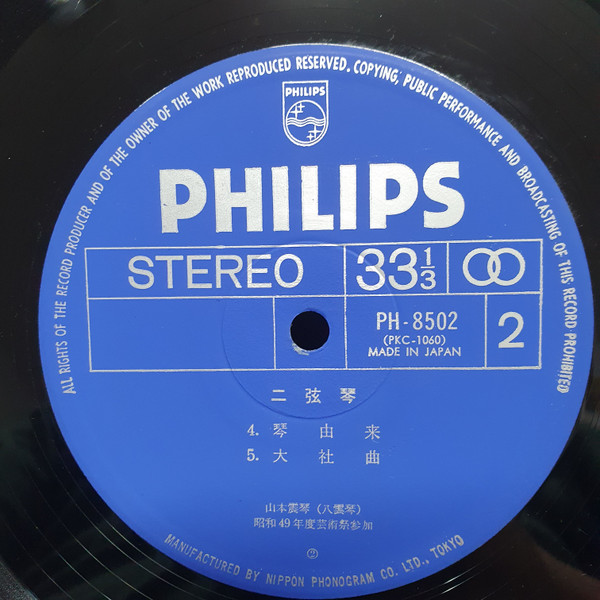 ALL RIGHTS OF THE RECORD PRODUCER AND OF THE OWNER OF THE WORK REPRODUCED RESERVED. COPYING, PUBLIC PERFORMANCE AND BROADCASTING OF THIS RECORD PROHIBITED
PHILIPS
PHILIPS
STEREO
33 1/3
PH-8502
(PKC-1060)
MADE IN JAPAN
2
二弦琴
4. 琴由来
5. 大社曲
山本雲琴(八雲琴)
昭和49年度芸術祭参加
②
MANUFACTURED BY NIPPON PHONOGRAM CO. LTD., TOKYO